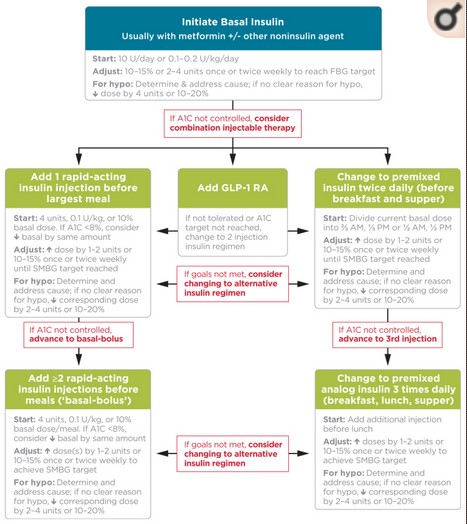 Initiate Basal Insulin
Usually with metformin +/- other noninsulin agent
Start: 10 U/day or 0.1–0.2 U/kg/day
Adjust: 10–15% or 2–4 units once or twice weekly to reach FBG target
For hypo: Determine & address cause; if no clear reason for hypo,
↓ dose by 4 units or 10–20%
If A1C not controlled, consider
combination injectable therapy
Add 1 rapid-acting
insulin injection before
largest meal
Start: 4 units, 0.1 U/kg, or 10%
basal dose. If A1C <8%, consider
↓ basal by same amount
Adjust: ↑ dose by 1–2 units or
10–15% once or twice weekly
until SMBG target reached
For hypo: Determine and
address cause; if no clear reason
for hypo, ↓ corresponding dose
by 2–4 units or 10–20%
Add GLP-1 RA
If not tolerated or A1C
target not reached,
change to 2 injection
insulin regimen
If goals not met, consider
changing to alternative
insulin regimen
Change to premixed
insulin twice daily (before
breakfast and supper)
Start: Divide current basal dose
into ⅔ AM, ⅓ PM or ½ AM, ½ PM
Adjust: ↑ dose by 1–2 units or
10–15% once or twice weekly
until SMBG target reached
For hypo: Determine and
address cause; if no clear reason
for hypo, ↓ corresponding dose
by 2–4 units or 10–20%
If A1C not controlled,
advance to basal-bolus
If A1C not controlled,
advance to 3rd injection
Add ≥2 rapid-acting
insulin injections before
meals ('basal-bolus')
Start: 4 units, 0.1 U/kg, or 10%
basal dose/meal. If A1C <8%,
consider ↓ basal by same amount
Adjust: ↑ dose(s) by 1–2 units or
10–15% once or twice weekly to
achieve SMBG target
For hypo: Determine and
address cause; if no clear reason
for hypo, ↓ corresponding dose
by 2–4 units or 10–20%
If goals not met, consider
changing to alternative
insulin regimen
Change to premixed
analog insulin 3 times daily
(breakfast, lunch, supper)
Start: Add additional injection
before lunch
Adjust: ↑ doses by 1–2 units or
10–15% once or twice weekly to
achieve SMBG target
For hypo: Determine and
address cause; if no clear reason
for hypo, ↓ corresponding dose
by 2–4 units or 10–20%